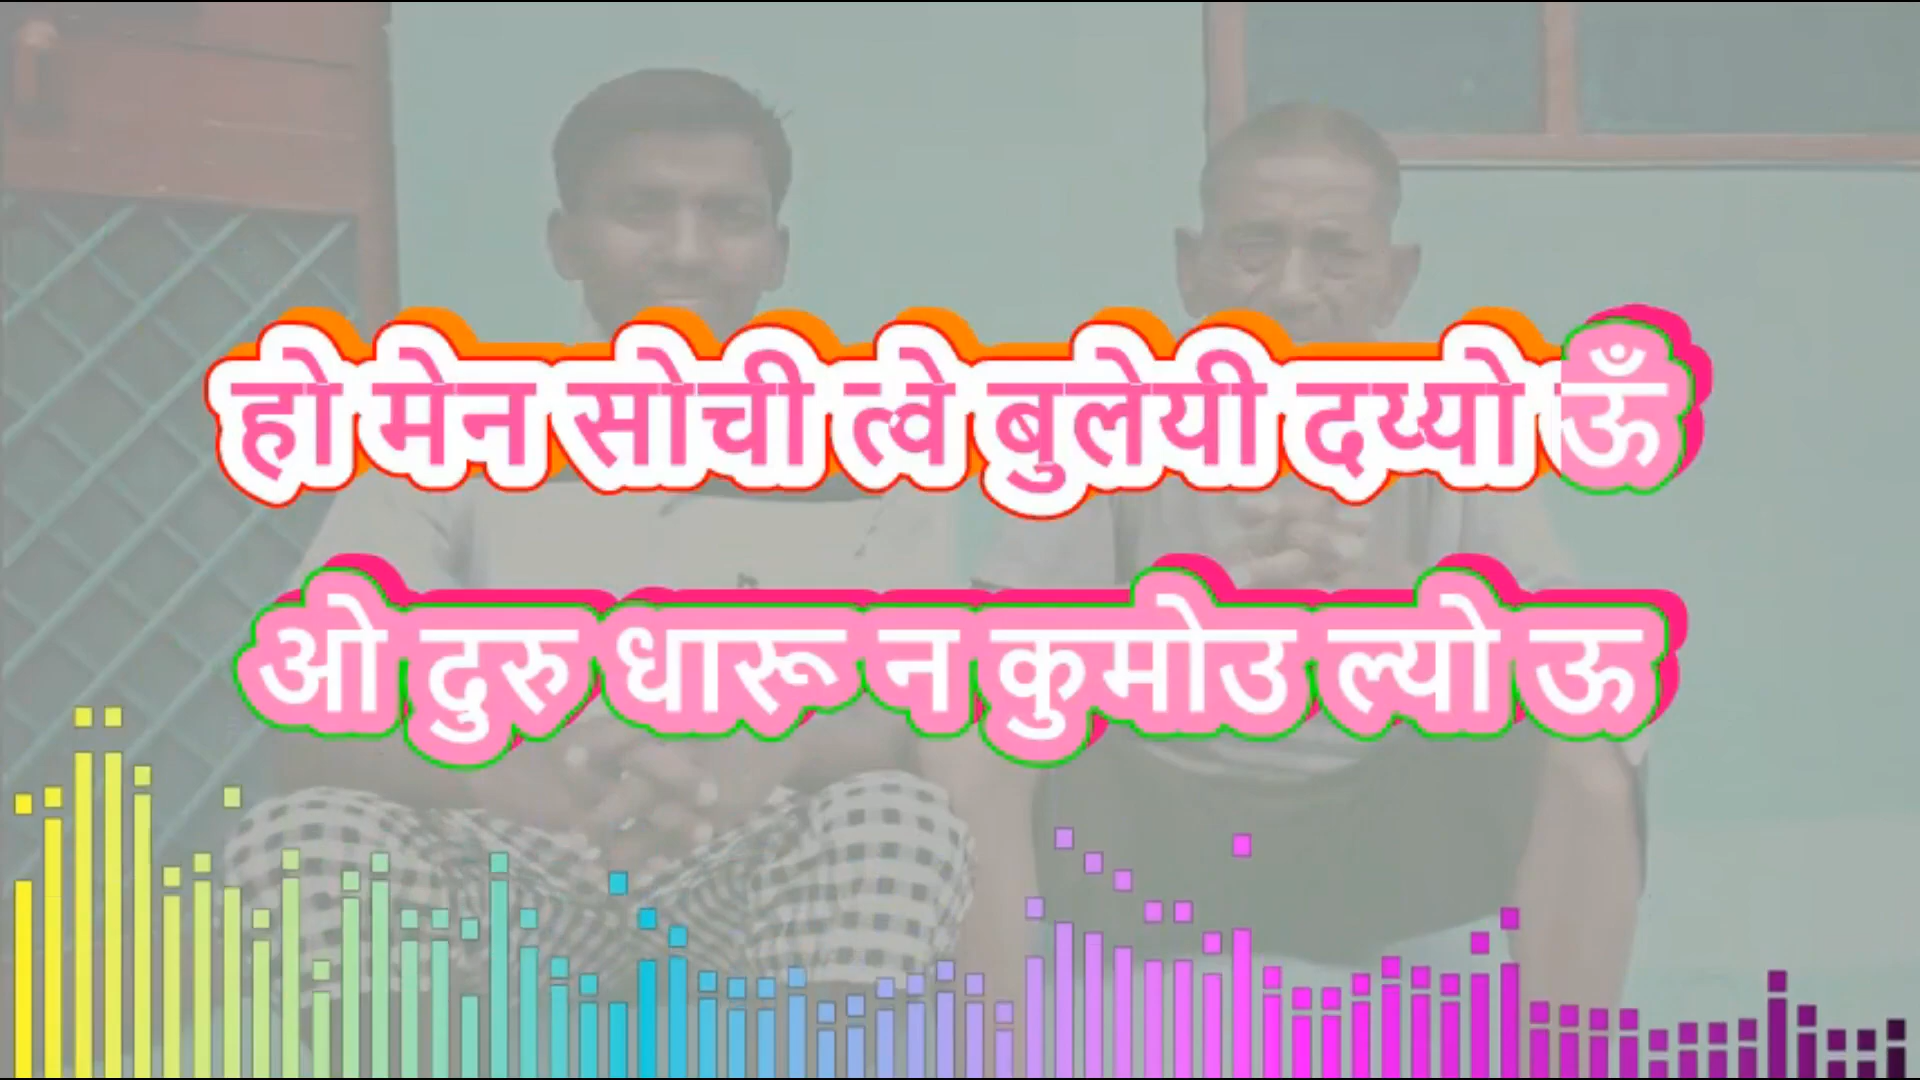 हो मेन सोची त्वे बुलेयी दय्यो ऊँ
ओ दुरु धारू न कुमोउ ल्यो ऊ